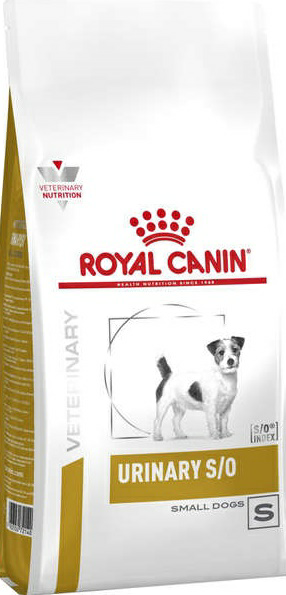 VETERINARY
NUTRITION
ROYAL CANIN
HEALTH NUTRITION SINCE 1968
VETERINARY
S/O®
INDEX
URINARY S/O
SMALL DOGS
S